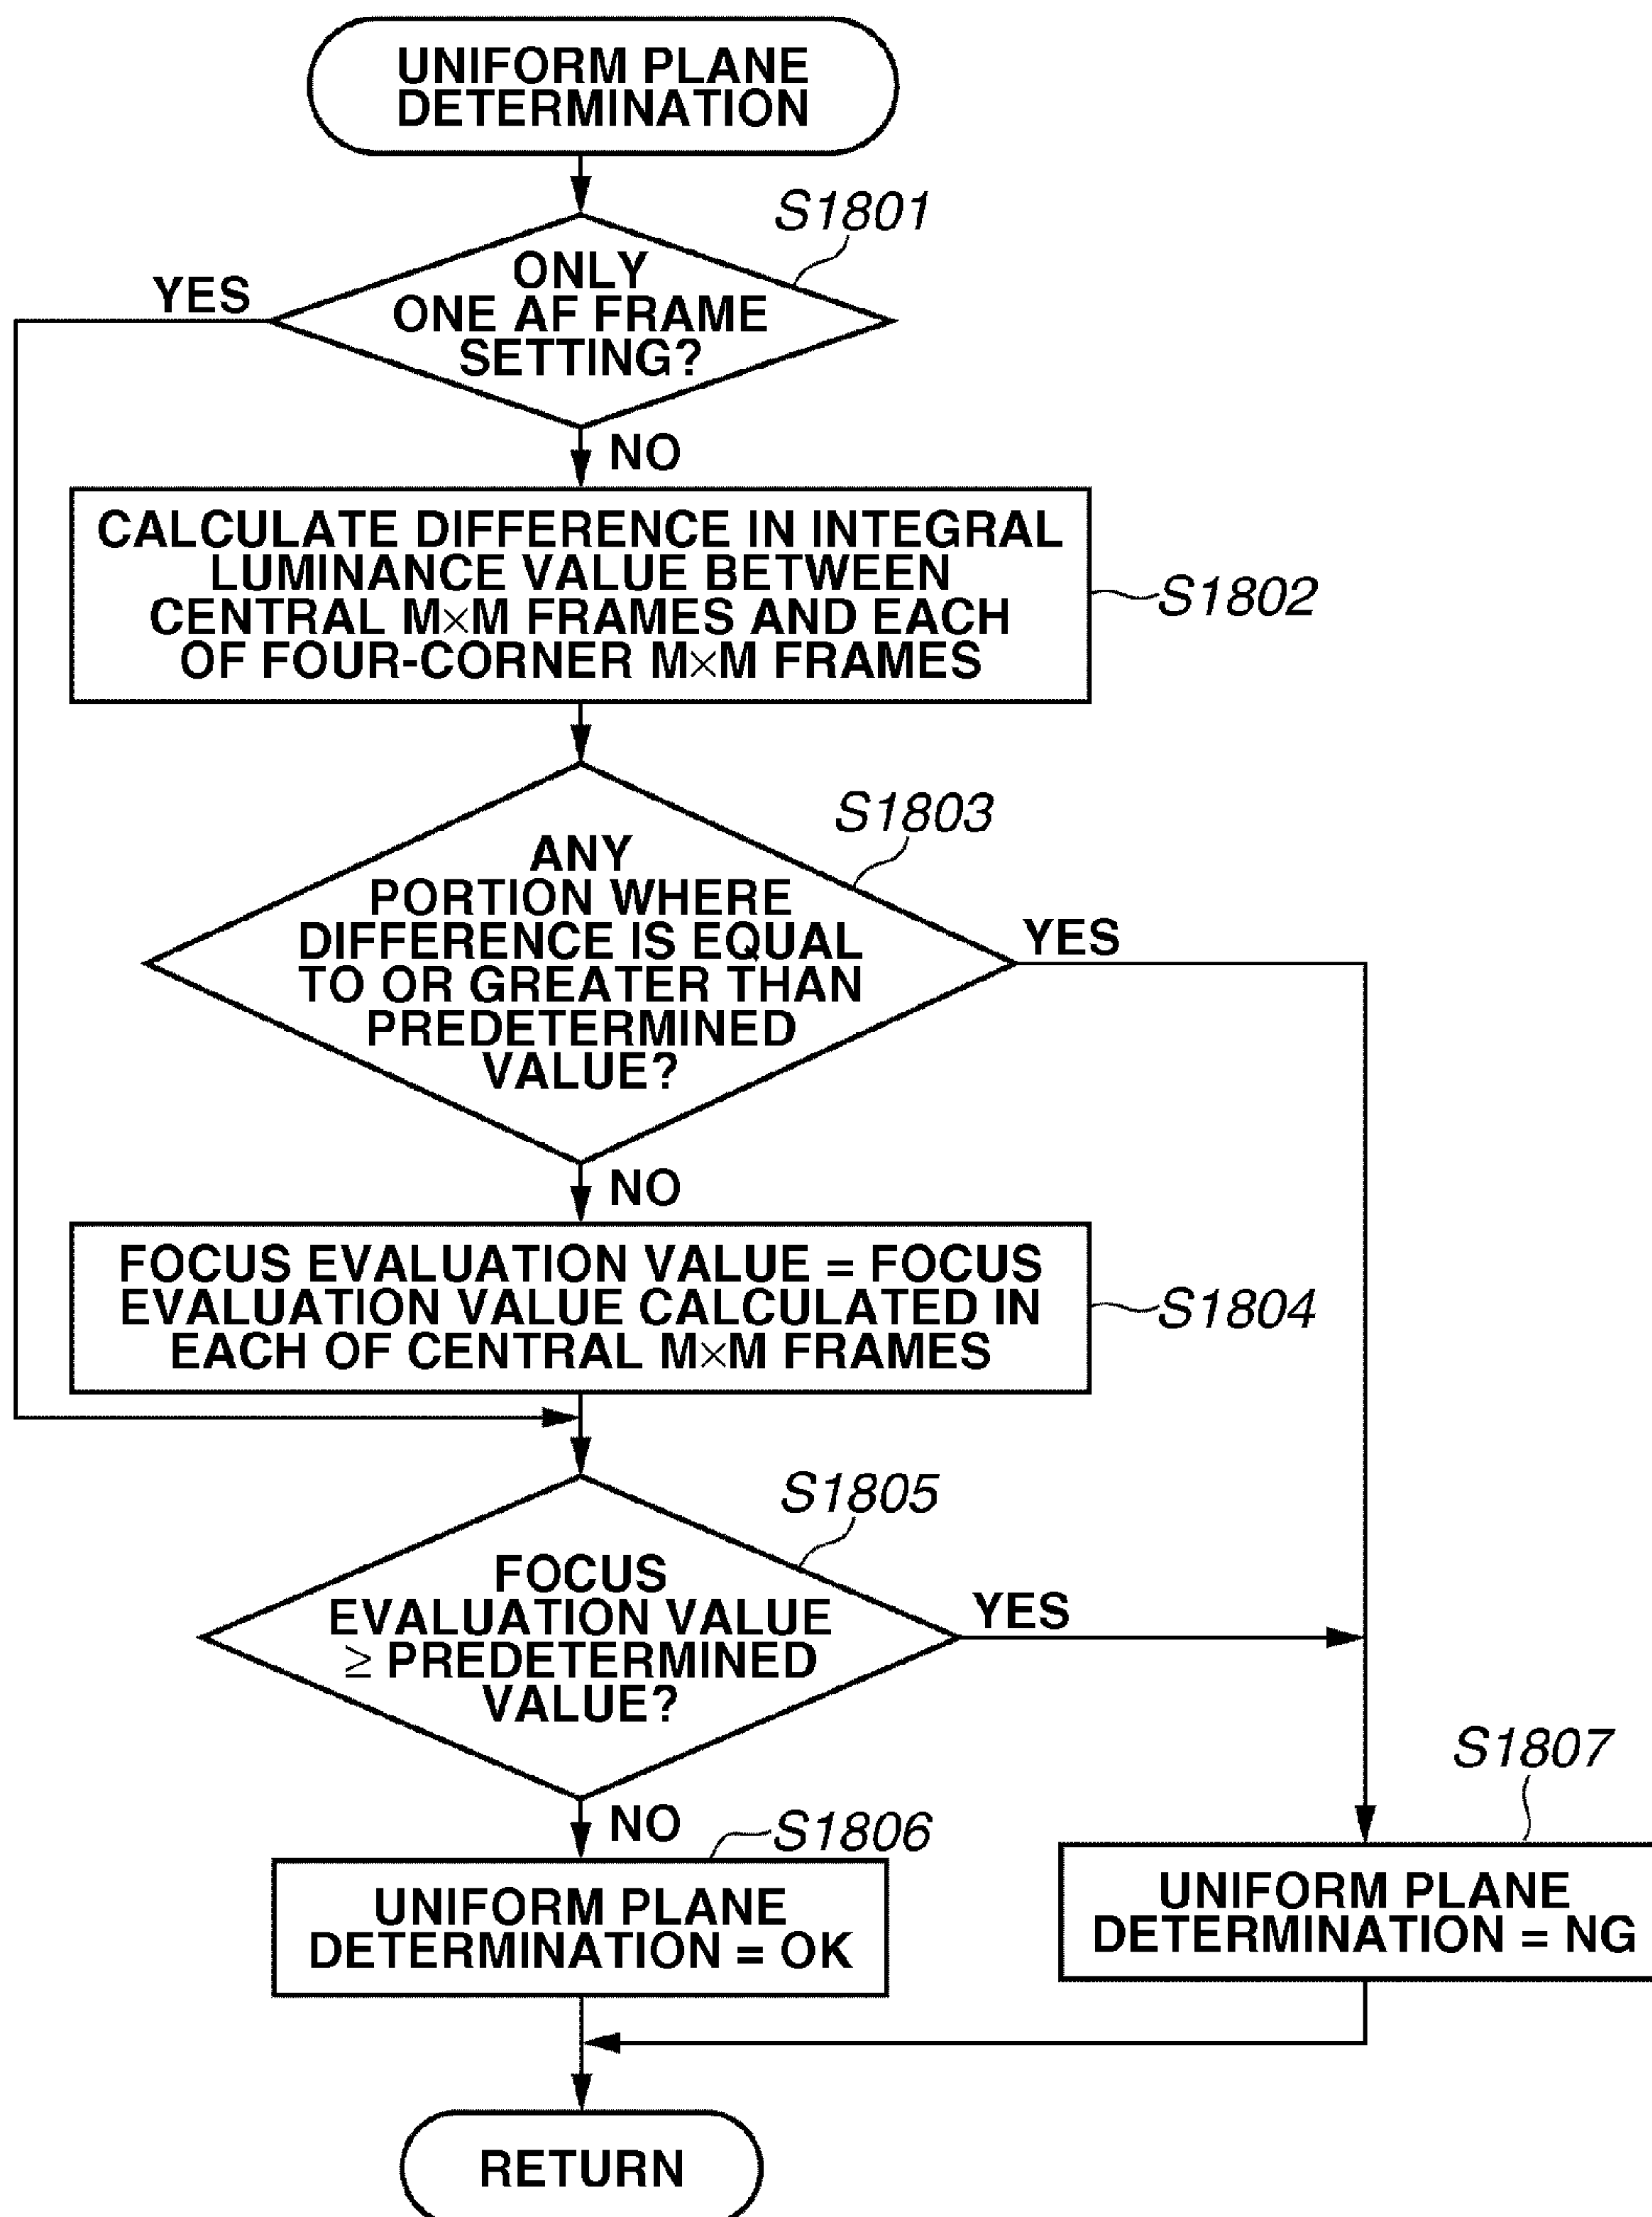 UNIFORM PLANE
DETERMINATION
S1801
ONLY
ONE AF FRAME
SETTING?
YES
NO
CALCULATE DIFFERENCE IN INTEGRAL
LUMINANCE VALUE BETWEEN
CENTRAL M×M FRAMES AND EACH
OF FOUR-CORNER M×M FRAMES
S1802
S1803
ANY
PORTION WHERE
DIFFERENCE IS EQUAL
TO OR GREATER THAN
PREDETERMINED
VALUE?
YES
NO
FOCUS EVALUATION VALUE = FOCUS
EVALUATION VALUE CALCULATED IN
EACH OF CENTRAL M×M FRAMES
S1804
S1805
FOCUS
EVALUATION VALUE
≥ PREDETERMINED
VALUE?
YES
NO
S1806
UNIFORM PLANE
DETERMINATION = OK
S1807
UNIFORM PLANE
DETERMINATION = NG
RETURN